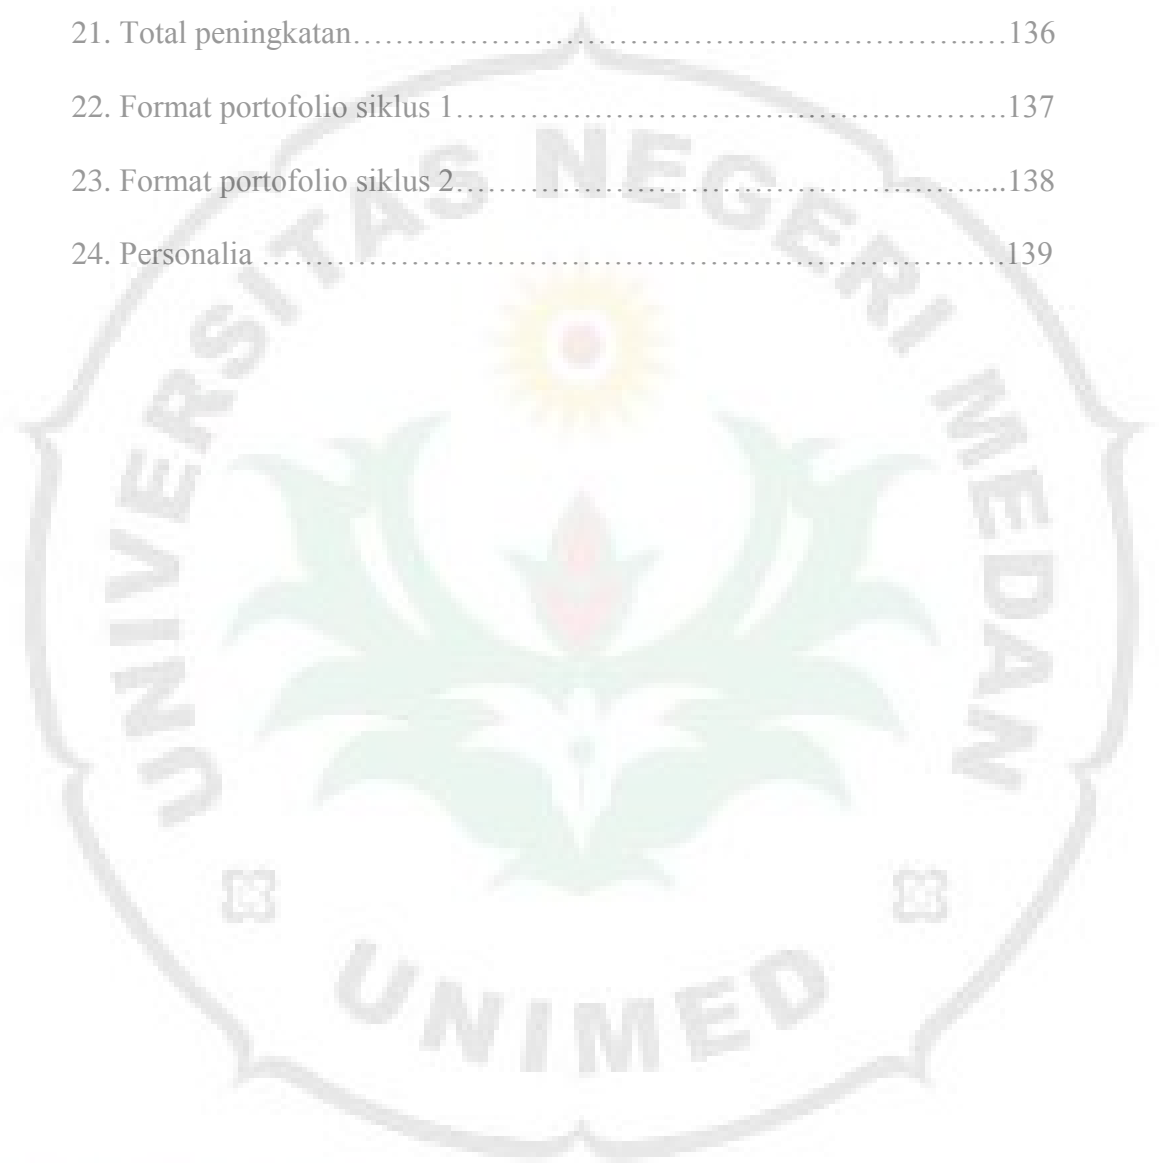 21. Total peningkatan…………………………………………………………..…136
22. Format portofolio siklus 1…………………………………………………….137
23. Format portofolio siklus 2…………………………………………………....138
24. Personalia ……………………………………………………………………….139
UNIVERSITAS NEGERI MEDAN
UNIMED